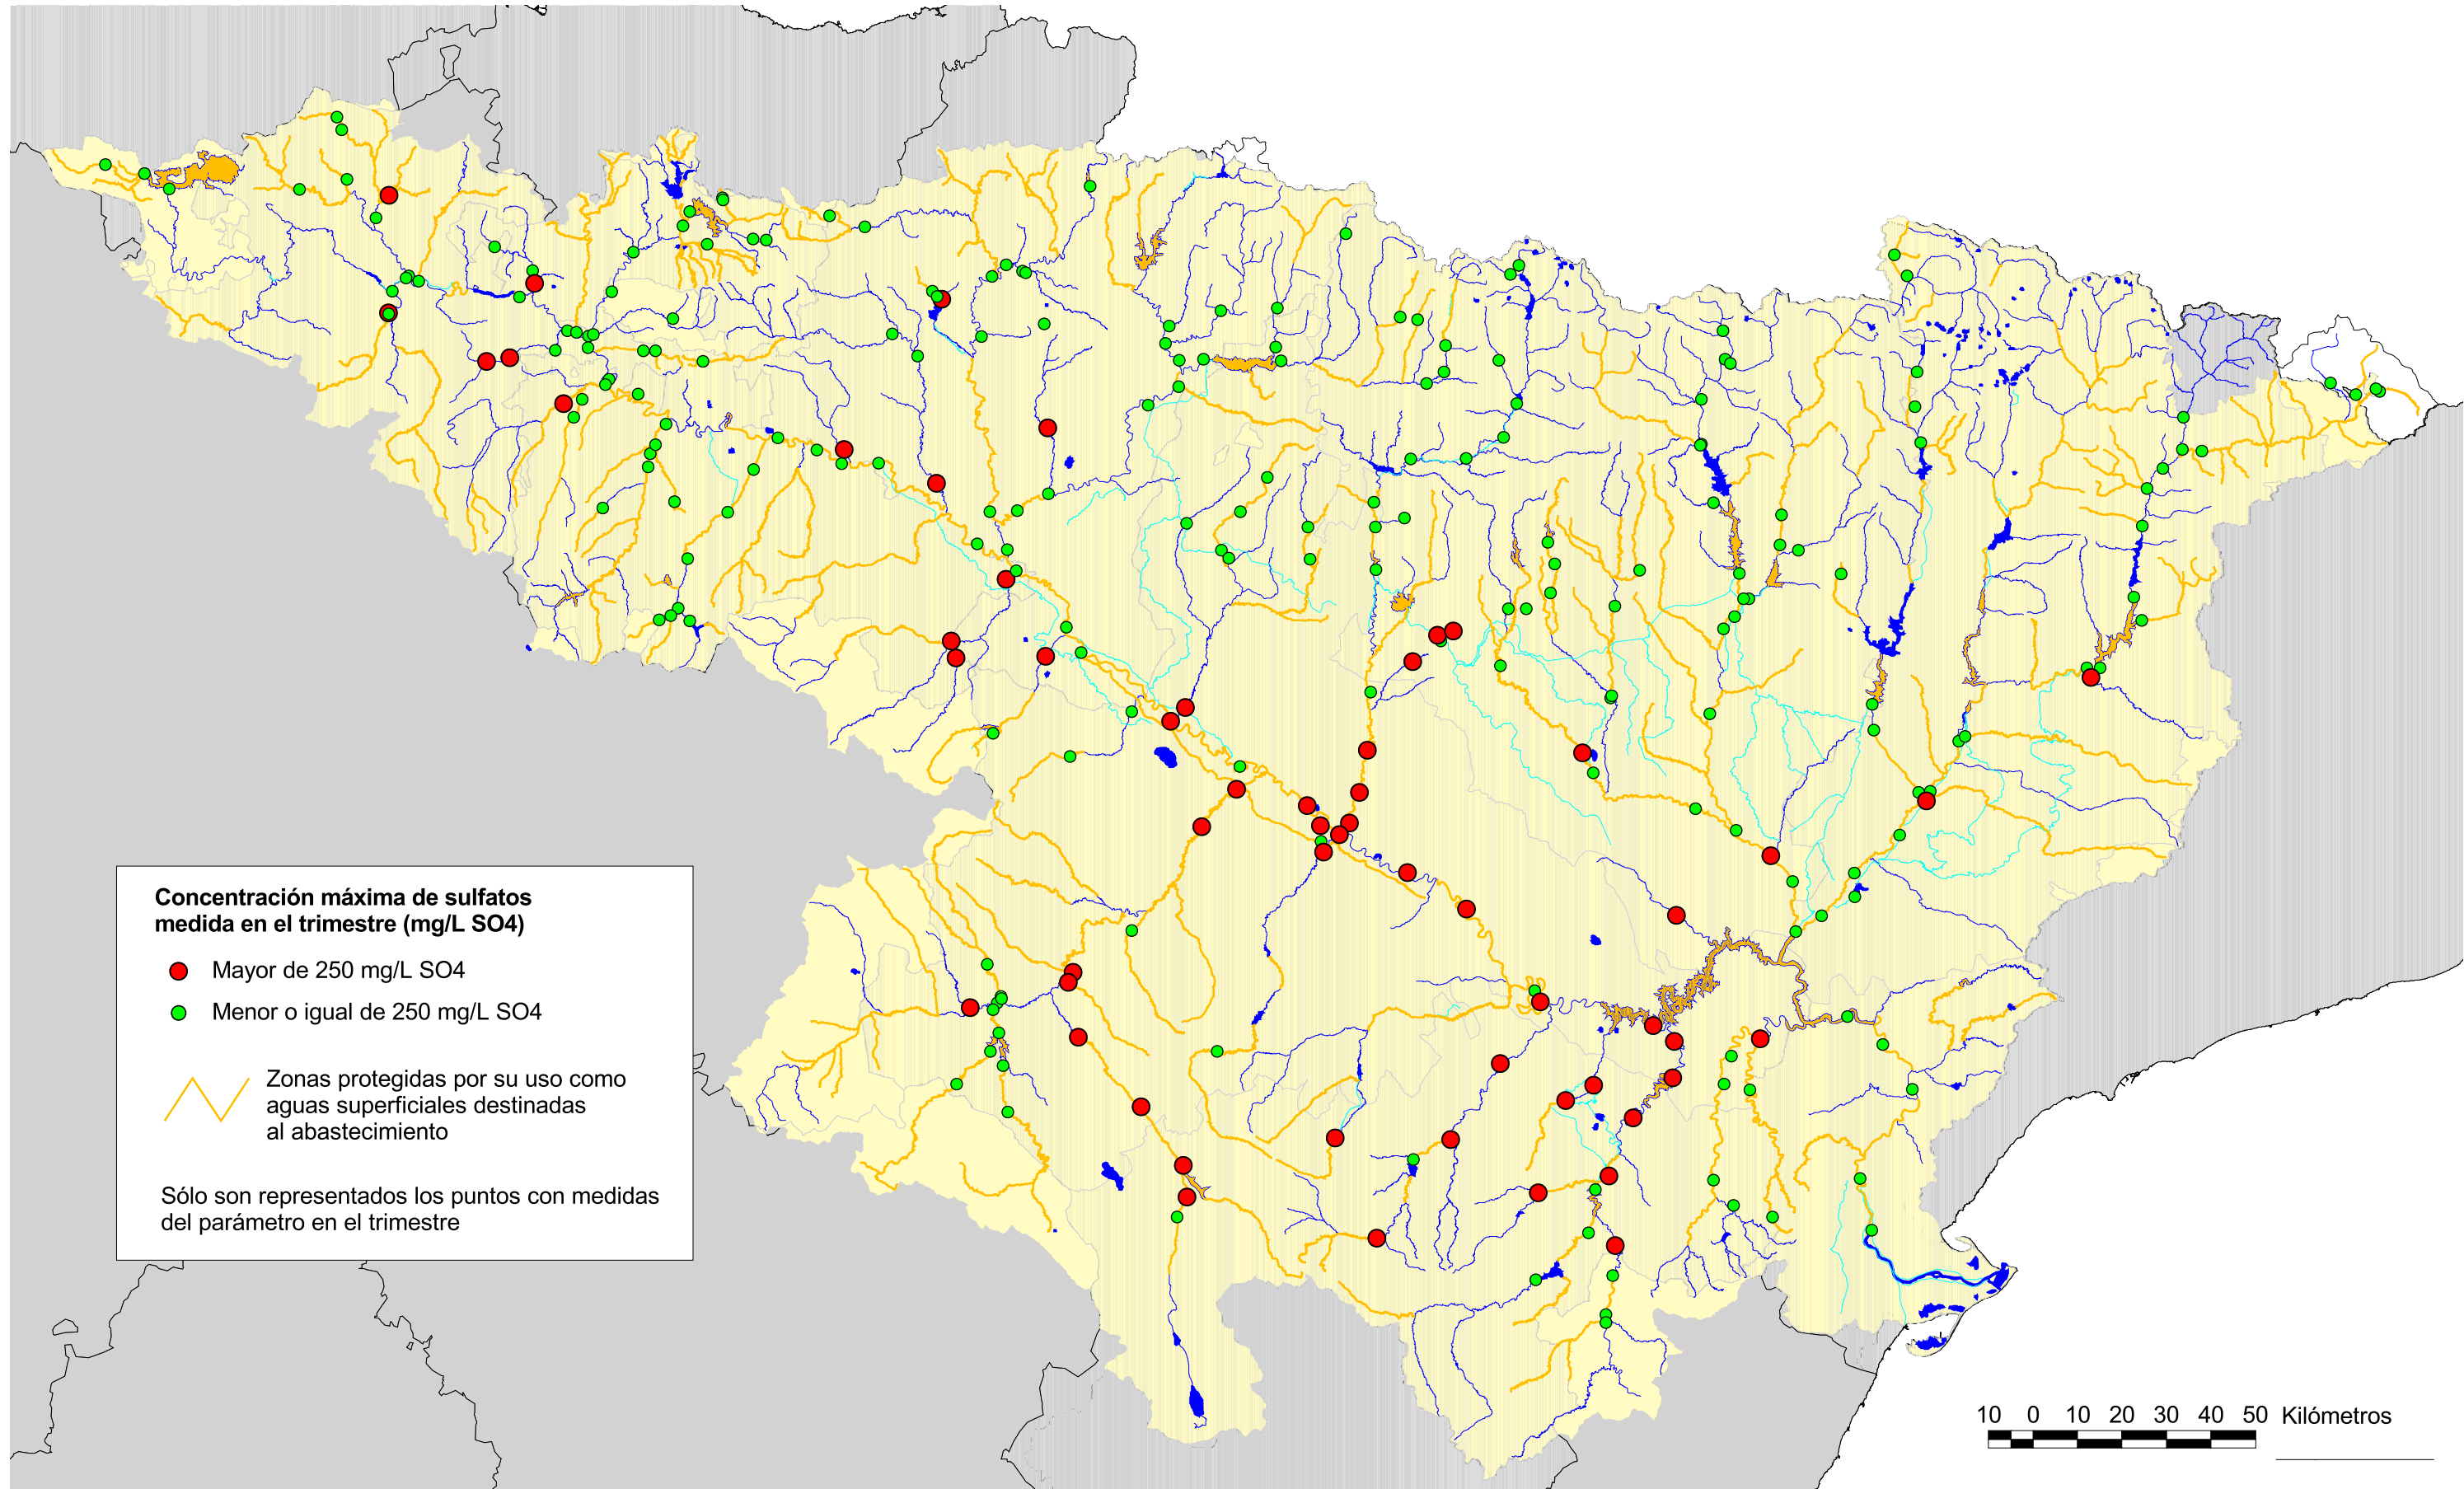 Concentración máxima de sulfatos
medida en el trimestre (mg/L SO4)
Mayor de 250 mg/L SO4
Menor o igual de 250 mg/L SO4
Zonas protegidas por su uso como
aguas superficiales destinadas
al abastecimiento
Sólo son representados los puntos con medidas
del parámetro en el trimestre
10 0 10 20 30 40 50 Kilómetros